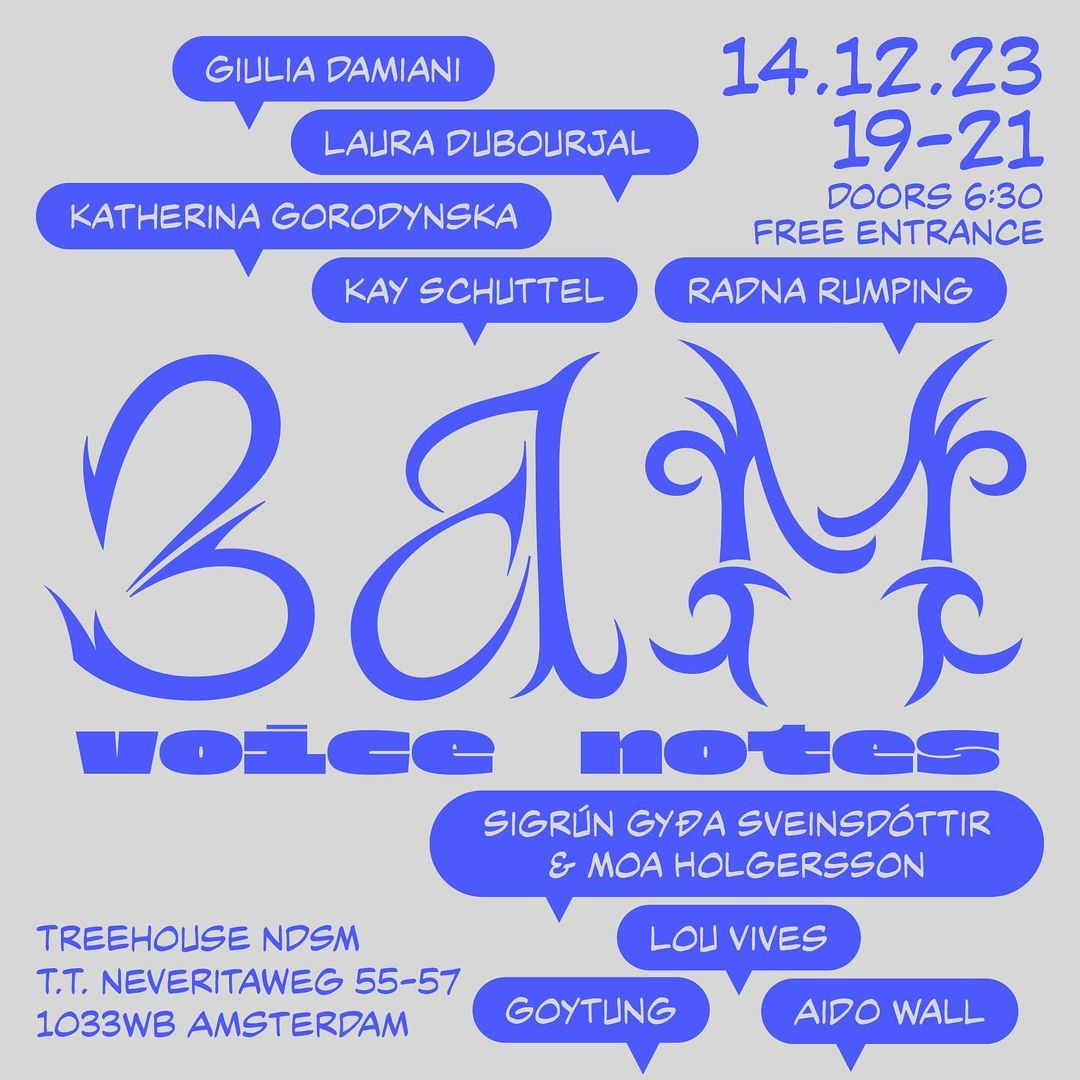 GIULIA DAMIANI
LAURA DUBOURJAL
KATHERINA GORODYNSKA
KAY SCHUTTEL
RADNA RUMPING
14.12.23
19-21
DOORS 6:30
FREE ENTRANCE
BAM
voice notes
SIGRÚN GYÐA SVEINSDÓTTIR
& MOA HOLGERSSON
LOU VIVES
GOYTUNG
AIDO WALL
TREEHOUSE NDSM
T.T. NEVERITAWEG 55-57
1033WB AMSTERDAM